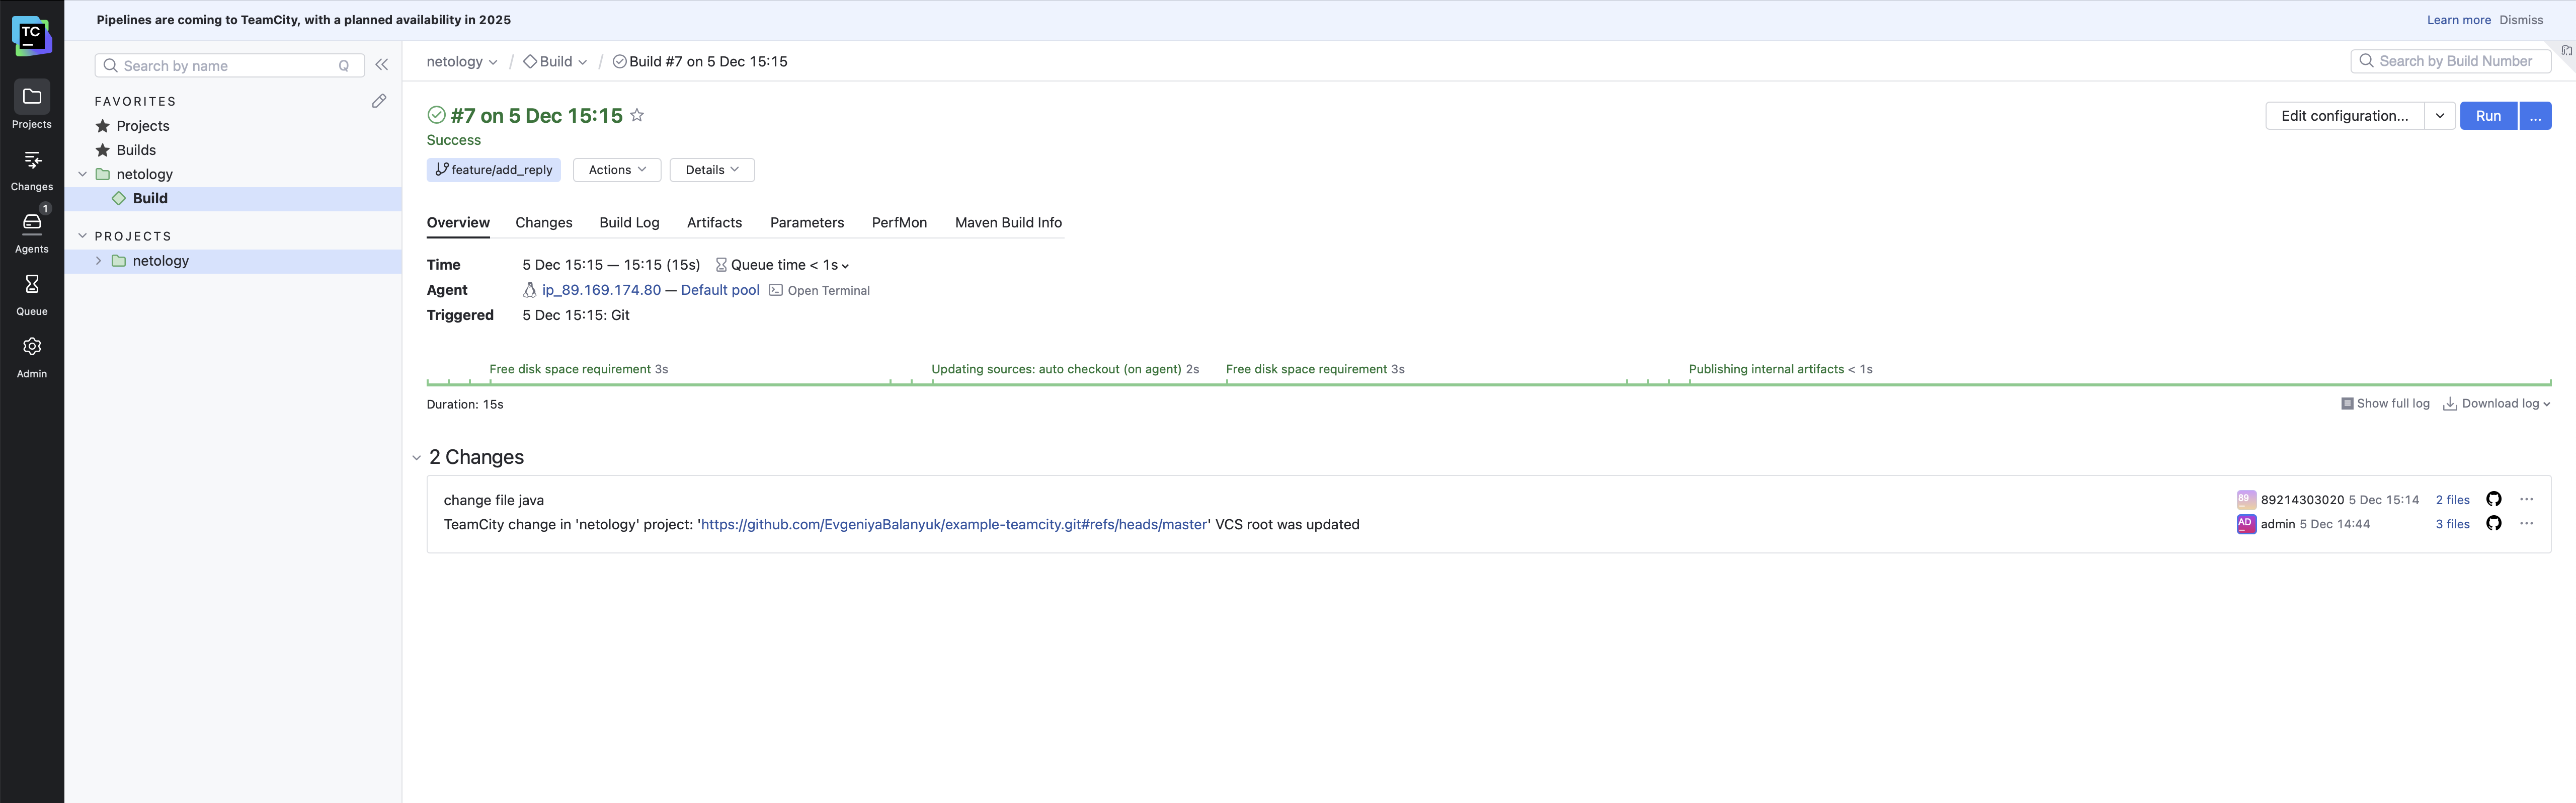 Pipelines are coming to TeamCity, with a planned availability in 2025
Learn more Dismiss
TC
Projects
Changes
1
Agents
Queue
Admin
Search by name Q
FAVORITES
Projects
Builds
netology
Build
PROJECTS
netology
netology / Build / Build #7 on 5 Dec 15:15
Search by Build Number
#7 on 5 Dec 15:15
Success
Edit configuration... Run ...
feature/add_reply Actions Details
Overview Changes Build Log Artifacts Parameters PerfMon Maven Build Info
Time 5 Dec 15:15 — 15:15 (15s) Queue time < 1s
Agent ip_89.169.174.80 — Default pool Open Terminal
Triggered 5 Dec 15:15: Git
Free disk space requirement 3s Updating sources: auto checkout (on agent) 2s Free disk space requirement 3s Publishing internal artifacts < 1s
Duration: 15s Show full log Download log
2 Changes
change file java 89 89214303020 5 Dec 15:14 2 files ...
TeamCity change in 'netology' project: 'https://github.com/EvgeniyaBalanyuk/example-teamcity.git#refs/heads/master' VCS root was updated AD admin 5 Dec 14:44 3 files ...